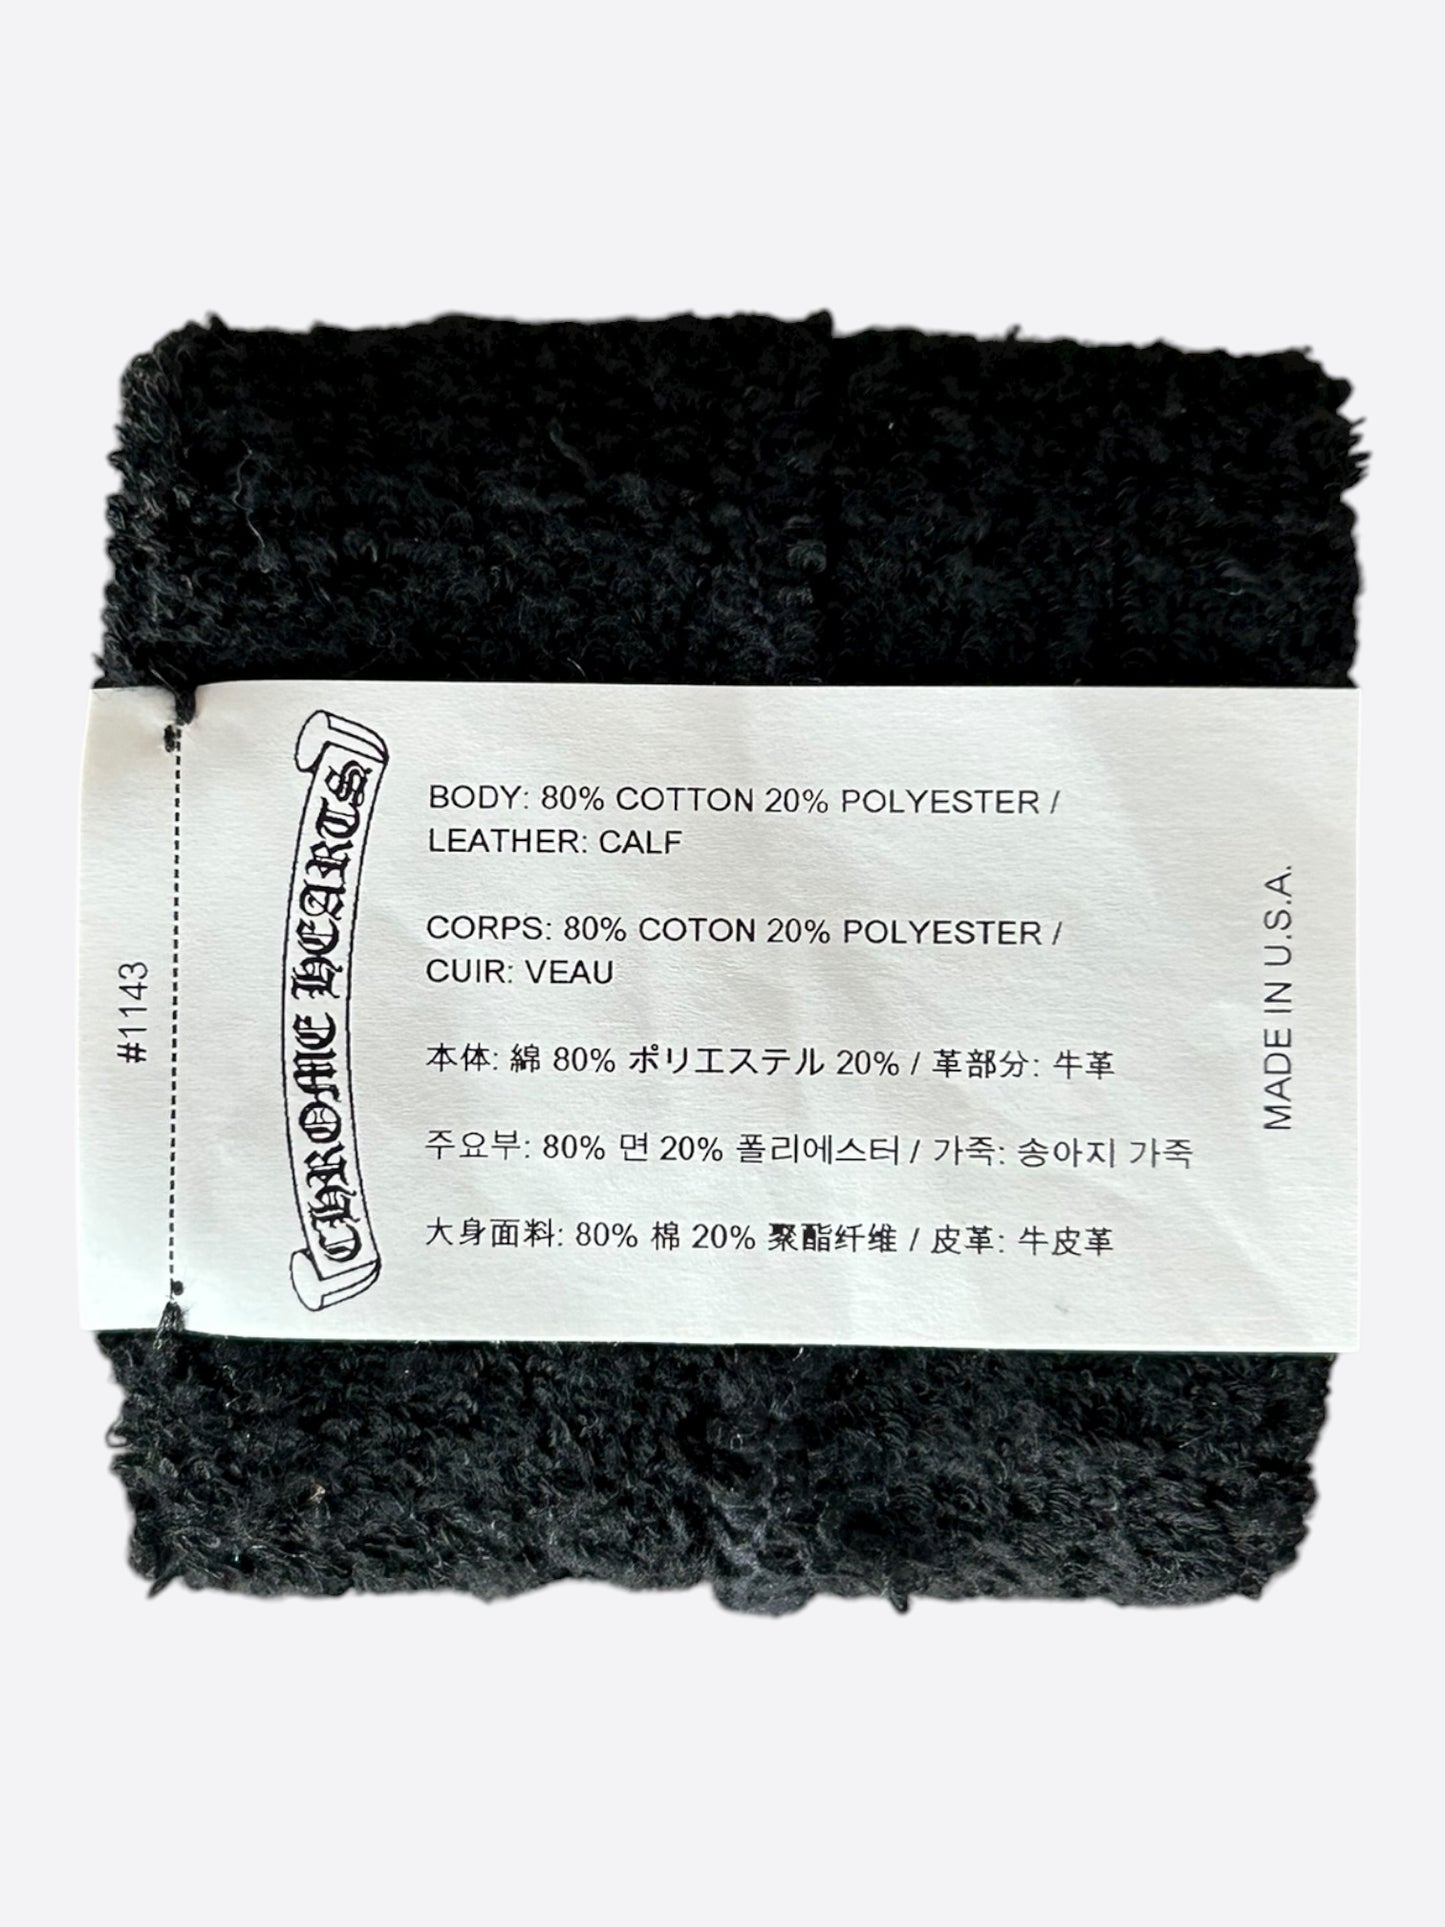 #1143
CHROME HEARTS
BODY: 80% COTTON 20% POLYESTER /
LEATHER: CALF
CORPS: 80% COTON 20% POLYESTER /
CUIR: VEAU
本体: 綿 80% ポリエステル 20% / 革部分: 牛革
주요부: 80% 면 20% 폴리에스터 / 가죽: 송아지 가죽
大身面料: 80% 棉 20% 聚酯纤维 / 皮革: 牛皮革
MADE IN U.S.A.